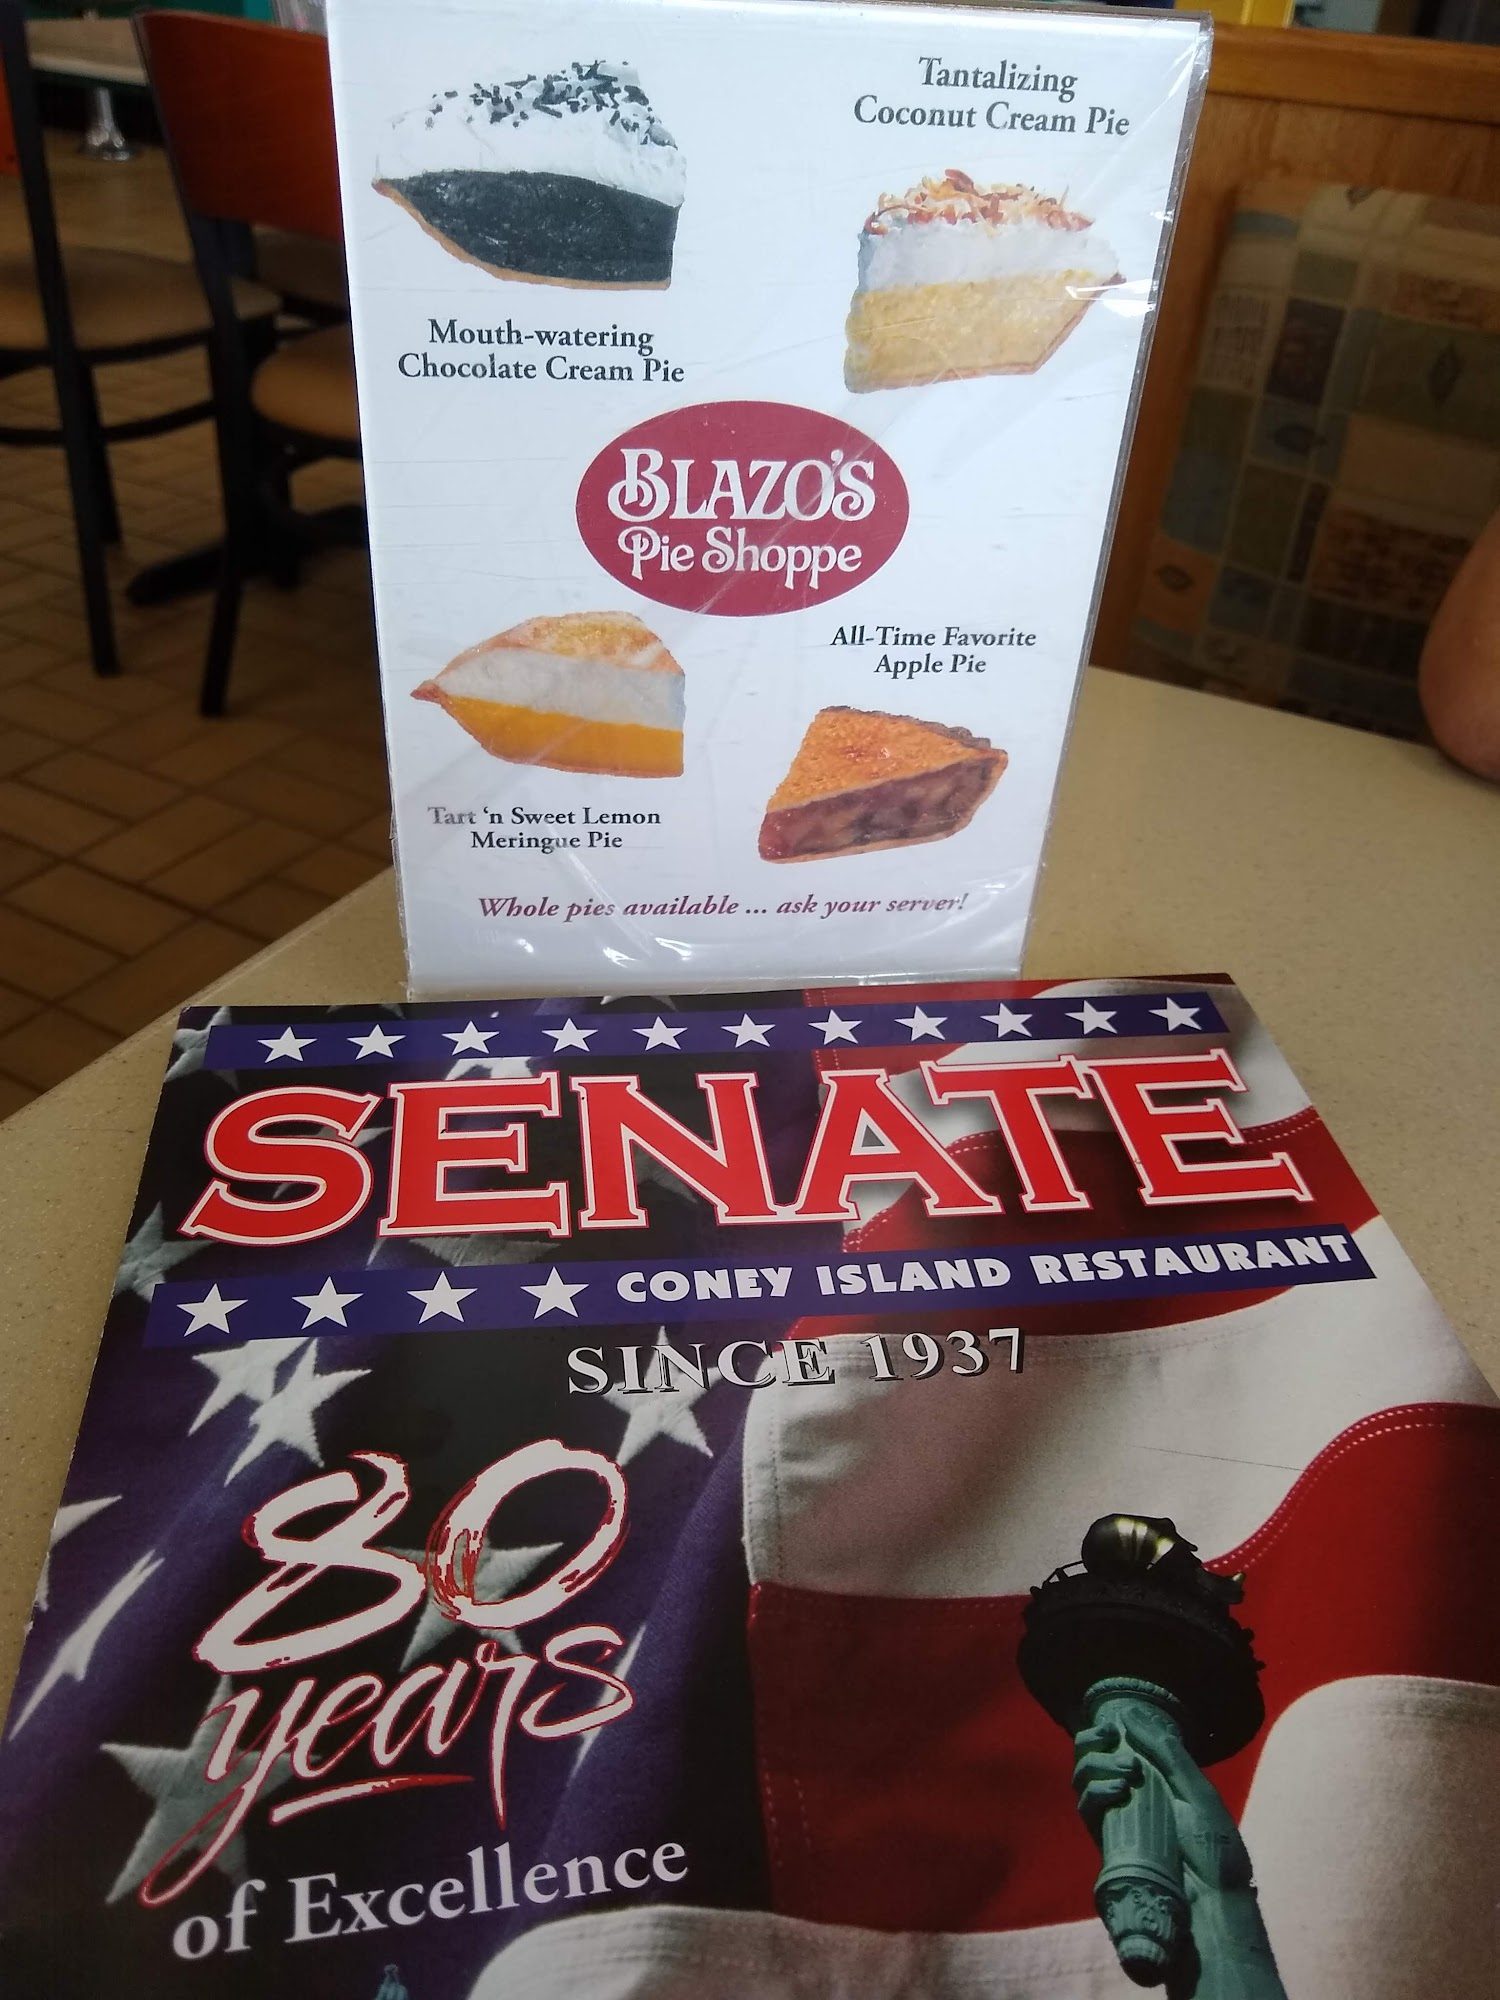 Tantalizing
Coconut Cream Pie
Mouth-watering
Chocolate Cream Pie
BLAZO'S
Pie Shoppe
All-Time Favorite
Apple Pie
Tart 'n Sweet Lemon
Meringue Pie
Whole pies available ... ask your server!
SENATE
CONEY ISLAND RESTAURANT
SINCE 1937
80
years
of Excellence